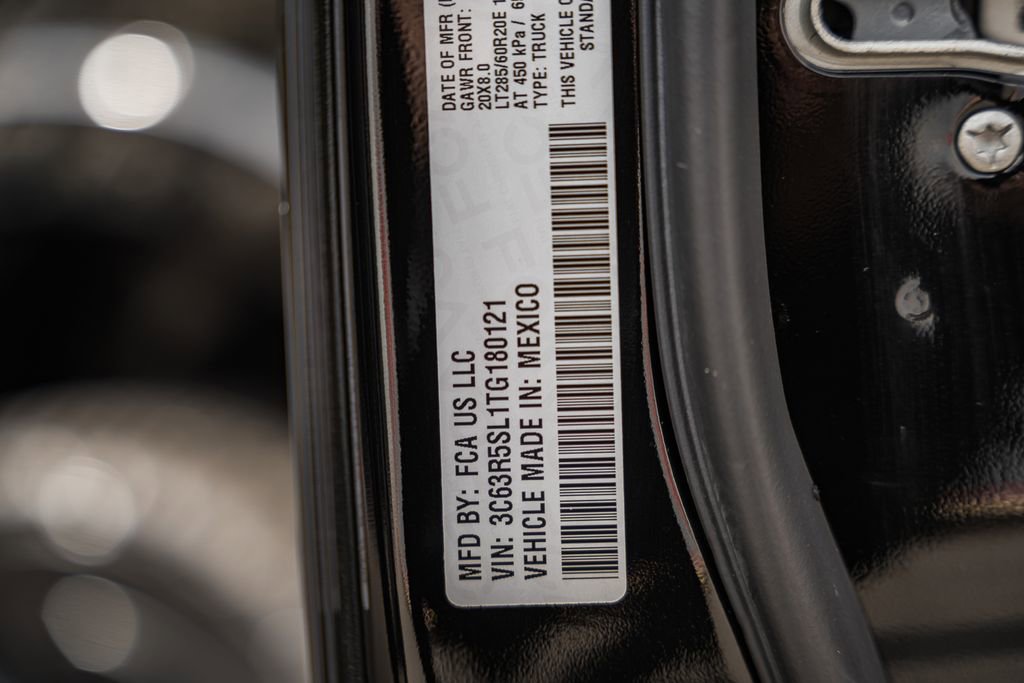 MFD BY: FCA US LLC
VIN: 3C63R5SL1TG180121
VEHICLE MADE IN: MEXICO
DATE OF MFR
GAWR FRONT:
20X8.0
LT285/60R20E
AT 450 kPa /
TYPE: TRUCK
THIS VEHICLE
STANDA